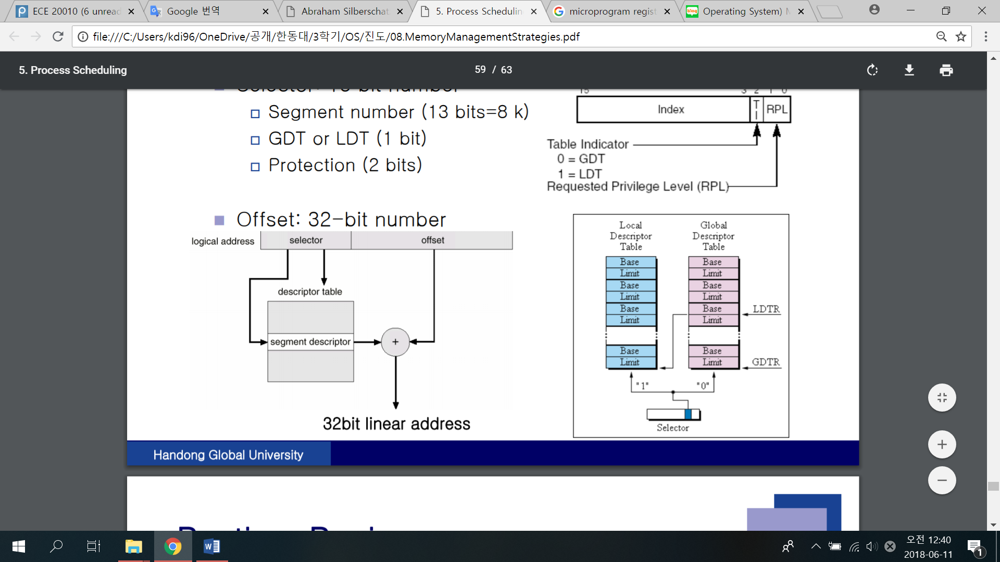 ECE 20010 (6 unread
Google 번역
Abraham Silberschat
5. Process Schedulin
microprogram regist
blog
Operating System) M
file:///C:/Users/kdi96/OneDrive/공개/한동대/3학기/OS/진도/08.MemoryManagementStrategies.pdf
5. Process Scheduling
59 / 63
Selector: 16-bit number
Segment number (13 bits=8 k)
GDT or LDT (1 bit)
Protection (2 bits)
15 3 2 1 0
Index
TI
RPL
Table Indicator
0 = GDT
1 = LDT
Requested Privilege Level (RPL)
Offset: 32-bit number
logical address
selector
offset
descriptor table
segment descriptor
+
32bit linear address
Local
Descriptor
Table
Global
Descriptor
Table
Base
Limit
Base
Limit
Base
Limit
Base
Limit
Base
Limit
Base
Limit
Base
Limit
Base
Limit
LDTR
GDTR
"1"
"0"
Selector
Handong Global University
오전 12:40
2018-06-11
1